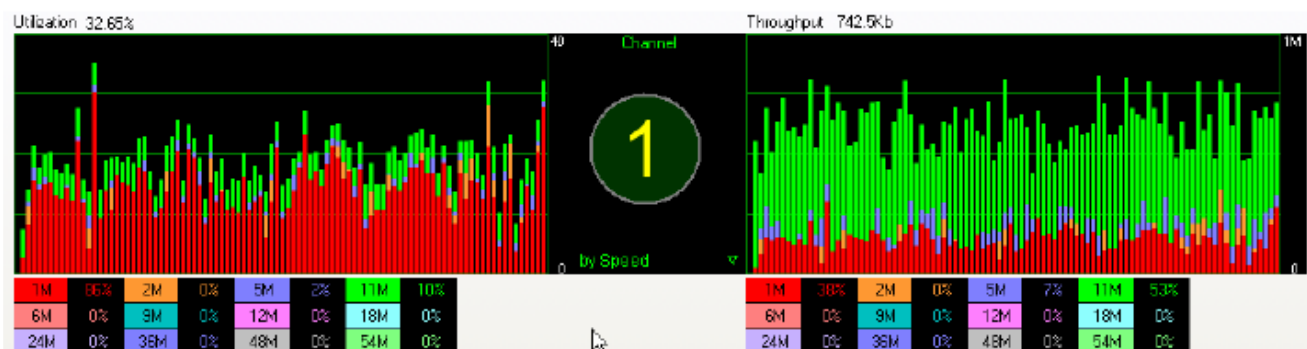 Utilization 32.65% Throughput 742.5Kb
40 Channel 1M
1
0 by Speed 0
1M 86% 2M 0% 5M 2% 11M 10% 1M 38% 2M 0% 5M 7% 11M 53%
6M 0% 9M 0% 12M 0% 18M 0% 6M 0% 9M 0% 12M 0% 18M 0%
24M 0% 36M 0% 48M 0% 54M 0% 24M 0% 36M 0% 48M 0% 54M 0%